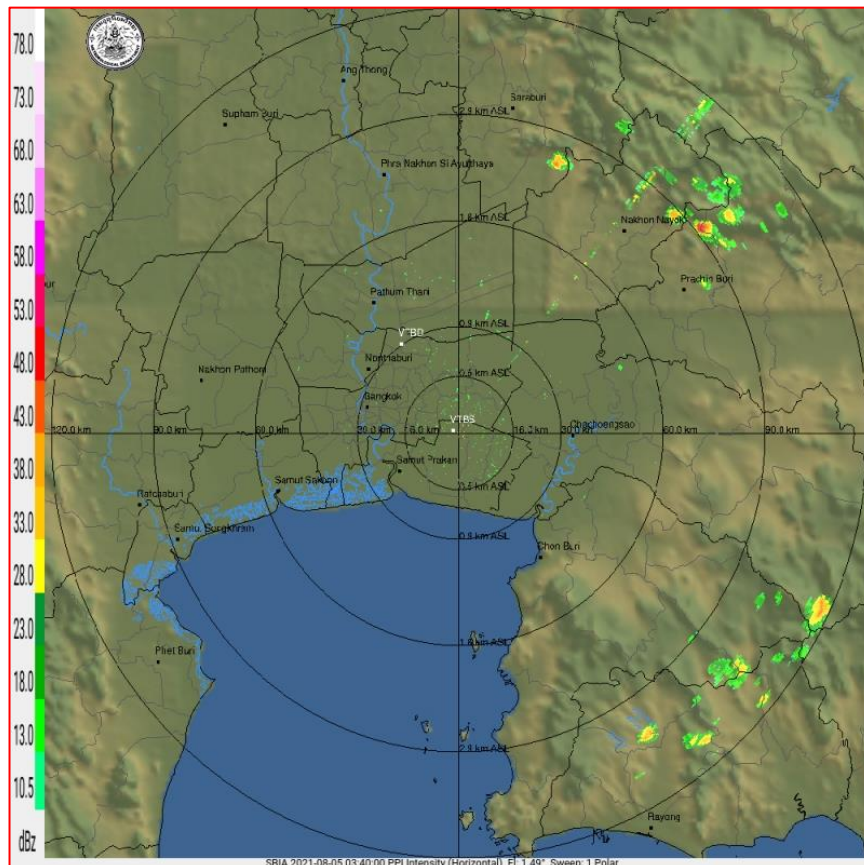 78.0
73.0
68.0
63.0
58.0
53.0
48.0
43.0
38.0
33.0
28.0
23.0
18.0
13.0
10.5
dBz
Ang Thong
Saraburi
2.9 km ASL
Suphan Buri
Phra Nakhon Si Ayutthaya
1.8 km ASL
Nakhon Nayok
Prachin Buri
Pathum Thani
0.9 km ASL
VTBD
Nonthaburi
Nakhon Pathom
Bangkok
VTBS
120.0 km
90.0 km
60.0 km
30.0 km
16.0 km
16.2 km
30.0 km
Chachoengsao
60.0 km
90.0 km
Samut Prakan
Samut Sakhon
Ratchaburi
Samut Songkhram
0.9 km ASL
Chon Buri
1.8 km ASL
Phet Buri
2.9 km ASL
Rayong
SBIA 2021-08-05 03:40:00 PPI Intensity (Horizontal), El: 1.49°, Sweep: 1 Polar